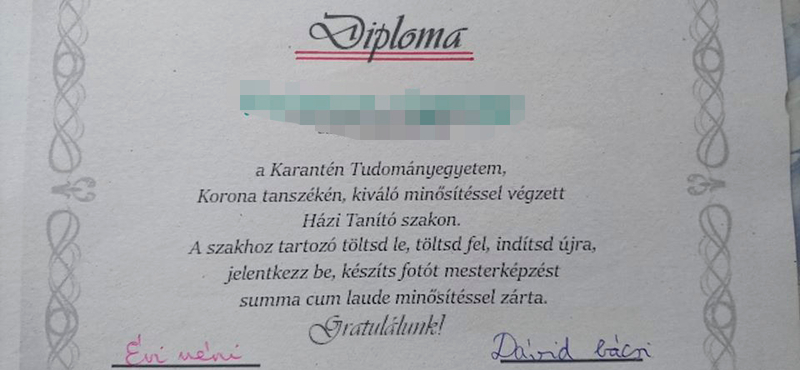 Diploma
a Karantén Tudományegyetem,
Korona tanszékén, kiváló minősítéssel végzett
Házi Tanító szakon.
A szakhoz tartozó töltsd le, töltsd fel, indítsd újra,
jelentkezz be, készíts fotót mesterképzést
summa cum laude minősítéssel zárta.
Gratulálunk!
Évi néni Dávid bácsi